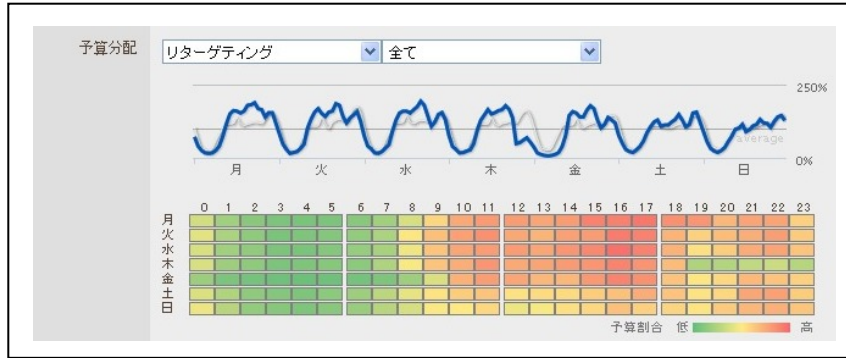 予算分配 リターゲティング 全て
250%
average
0%
月 火 水 木 金 土 日
0 1 2 3 4 5 6 7 8 9 10 11 12 13 14 15 16 17 18 19 20 21 22 23
月
火
水
木
金
土
日
予算割合 低 高